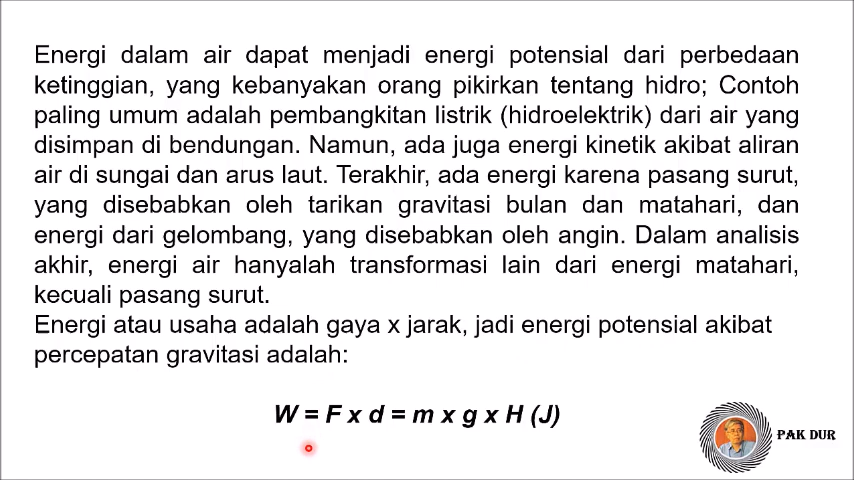 Energi dalam air dapat menjadi energi potensial dari perbedaan
ketinggian, yang kebanyakan orang pikirkan tentang hidro; Contoh
paling umum adalah pembangkitan listrik (hidroelektrik) dari air yang
disimpan di bendungan. Namun, ada juga energi kinetik akibat aliran
air di sungai dan arus laut. Terakhir, ada energi karena pasang surut,
yang disebabkan oleh tarikan gravitasi bulan dan matahari, dan
energi dari gelombang, yang disebabkan oleh angin. Dalam analisis
akhir, energi air hanyalah transformasi lain dari energi matahari,
kecuali pasang surut.
Energi atau usaha adalah gaya x jarak, jadi energi potensial akibat
percepatan gravitasi adalah:
W = F x d = m x g x H (J)
PAK DUR